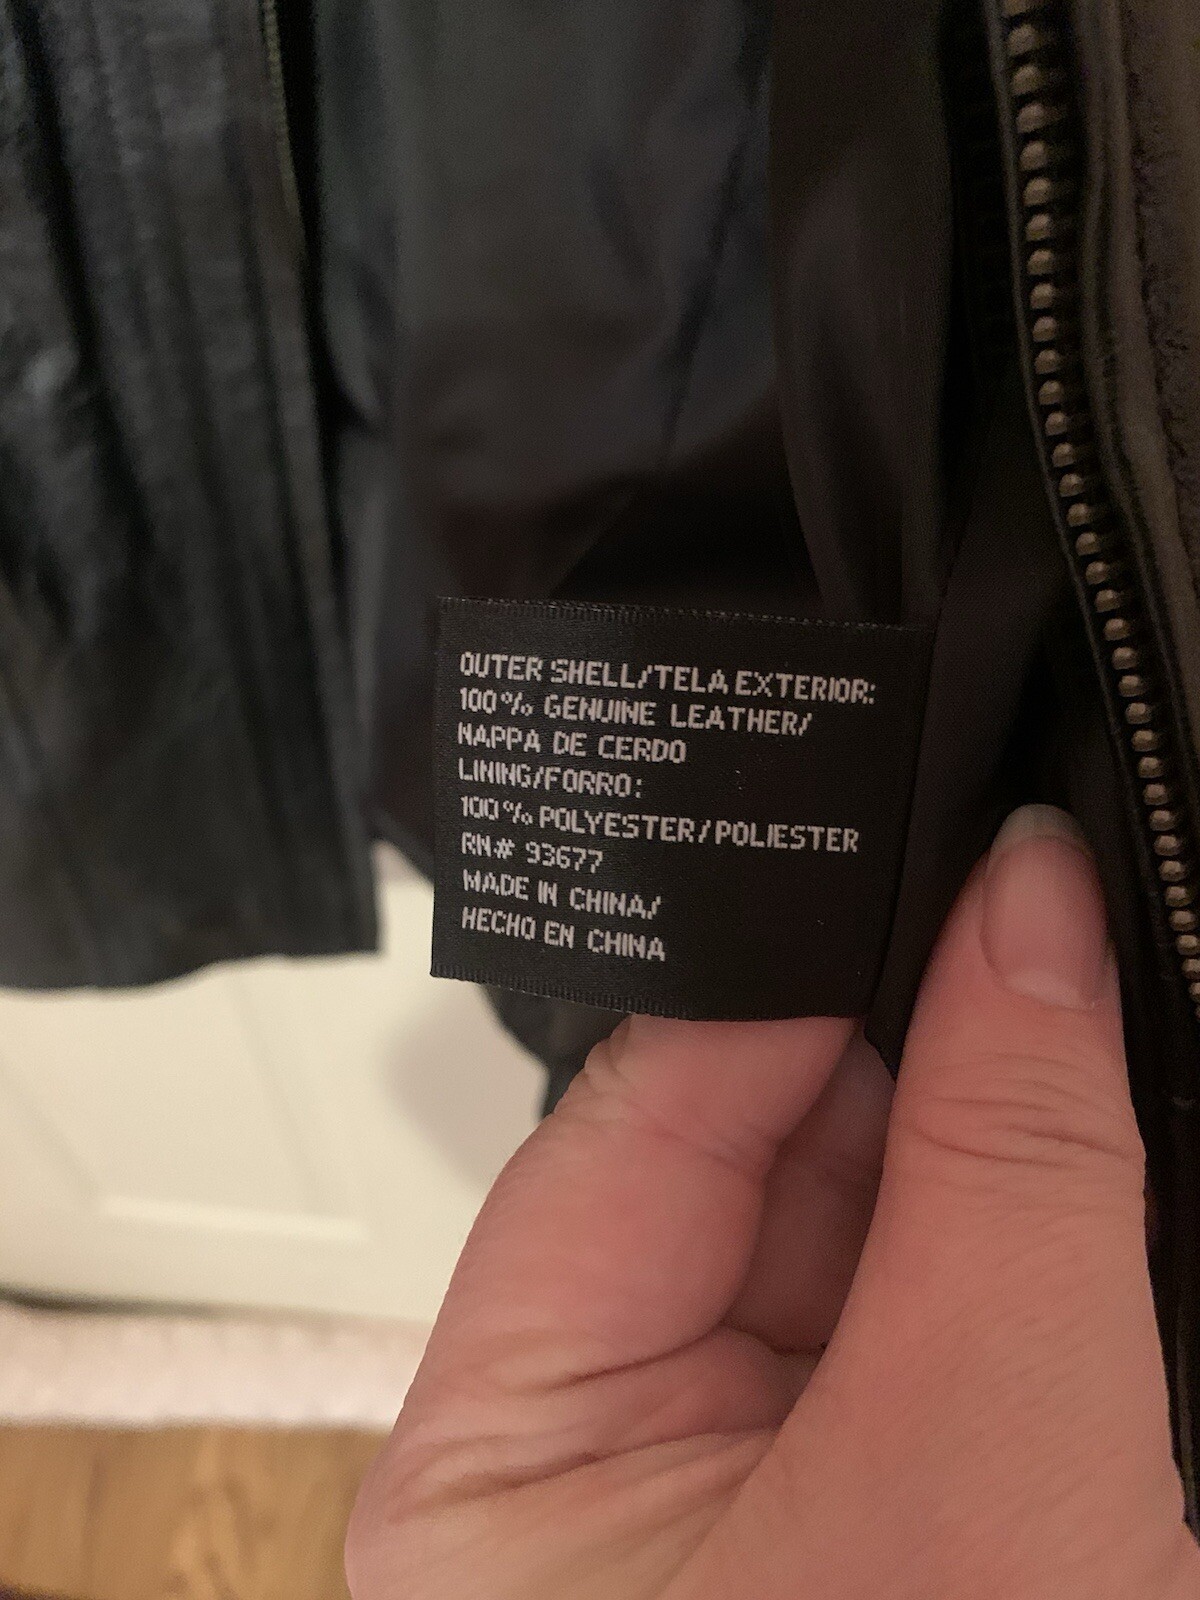 OUTER SHELL/TELA EXTERIOR:
100% GENUINE LEATHER/
NAPPA DE CERDO
LINING/FORRO:
100% POLYESTER/POLIESTER
RN# 93677
MADE IN CHINA/
HECHO EN CHINA